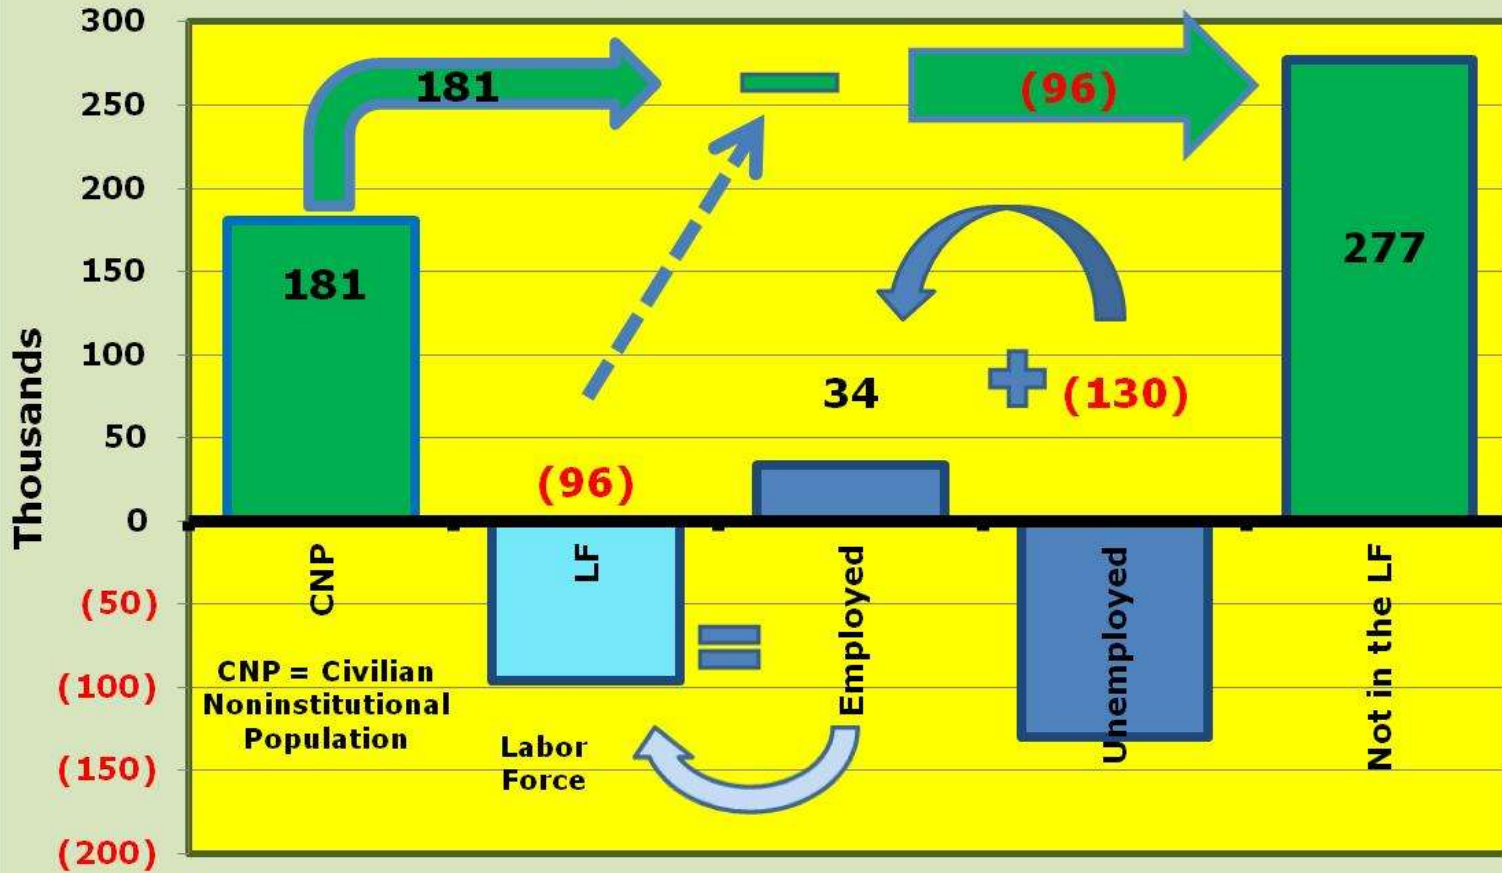 300
250
200
150
100
50
0
(50)
(100)
(150)
(200)
Thousands
181
(96)
181
277
34
(130)
(96)
CNP
LF
Employed
Unemployed
Not in the LF
CNP = Civilian
Noninstitutional
Population
Labor
Force